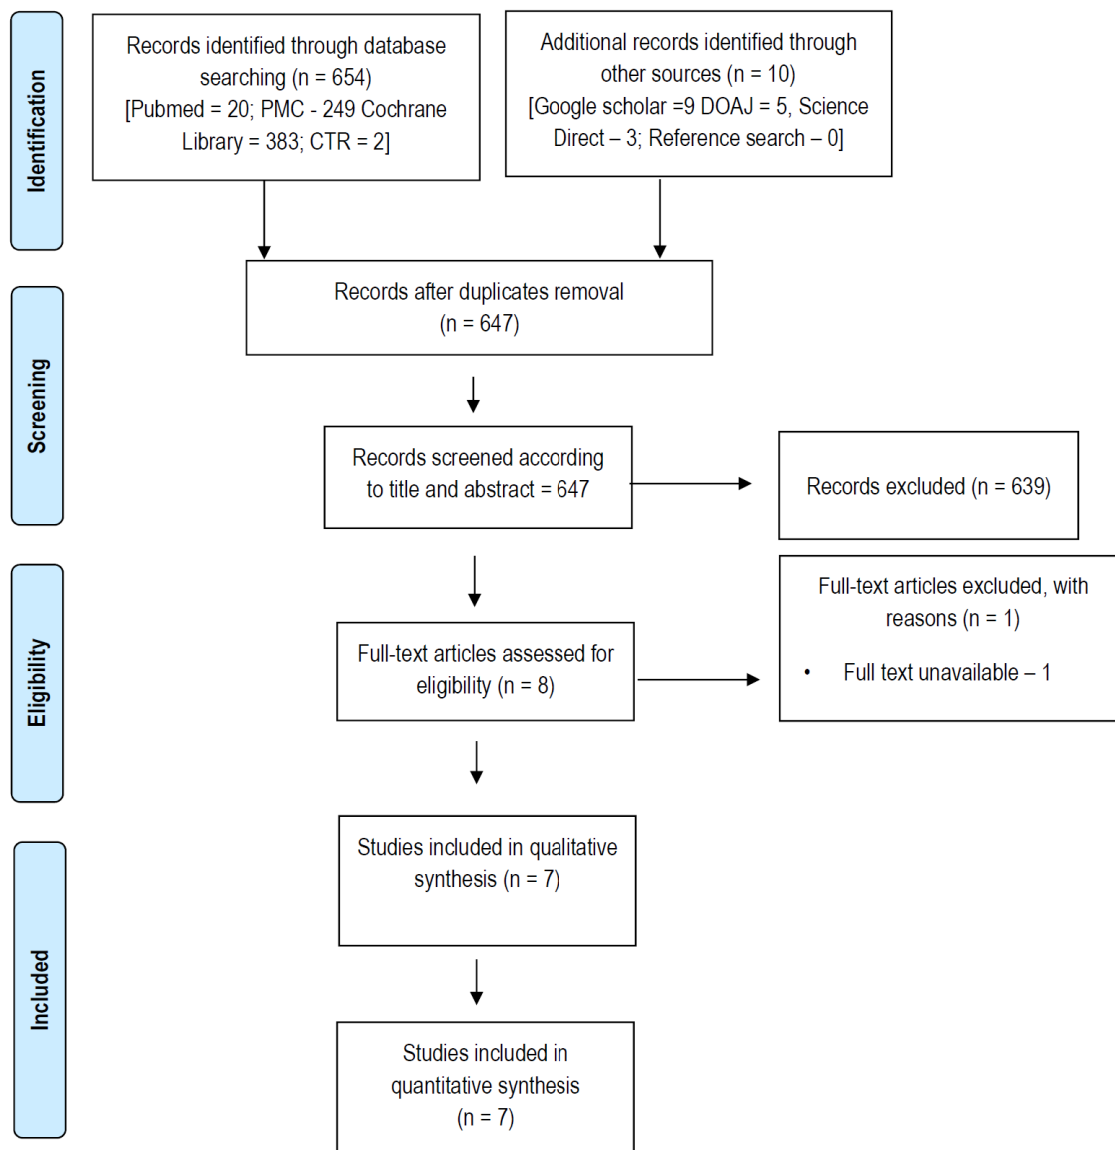 Identification
Records identified through database
searching (n = 654)
[Pubmed = 20; PMC - 249 Cochrane
Library = 383; CTR = 2]
Additional records identified through
other sources (n = 10)
[Google scholar =9 DOAJ = 5, Science
Direct – 3; Reference search – 0]
Records after duplicates removal
(n = 647)
Screening
Records screened according
to title and abstract = 647
Records excluded (n = 639)
Eligibility
Full-text articles assessed for
eligibility (n = 8)
Full-text articles excluded, with
reasons (n = 1)
• Full text unavailable – 1
Included
Studies included in qualitative
synthesis (n = 7)
Studies included in
quantitative synthesis
(n = 7)